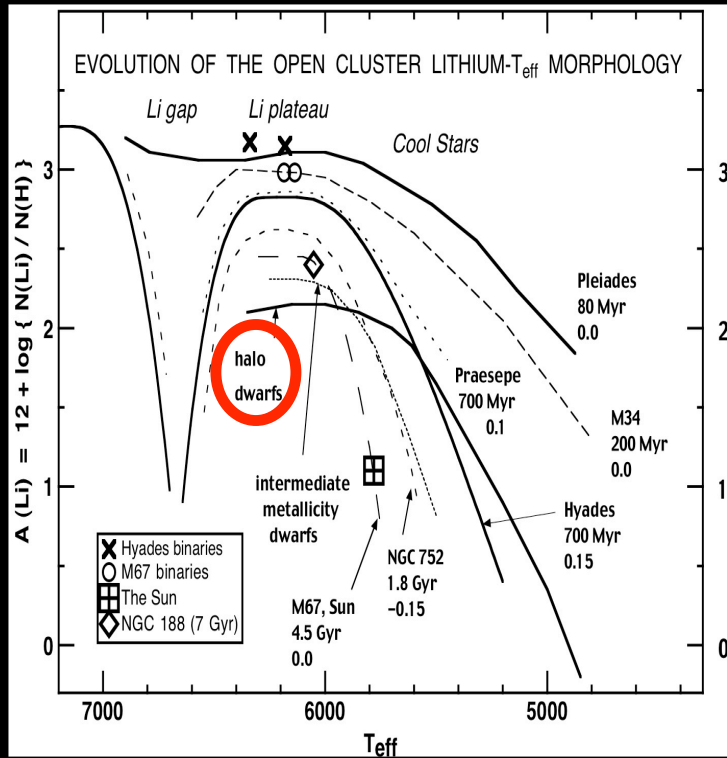 EVOLUTION OF THE OPEN CLUSTER LITHIUM-Teff MORPHOLOGY
Li gap
Li plateau
Cool Stars
A (Li) = 12 + log { N(Li) / N(H) }
3
2
1
0
3
2
1
0
Pleiades
80 Myr
0.0
halo
dwarfs
Praesepe
700 Myr
0.1
M34
200 Myr
0.0
intermediate
metallicity
dwarfs
Hyades
700 Myr
0.15
NGC 752
1.8 Gyr
−0.15
M67, Sun
4.5 Gyr
0.0
Hyades binaries
M67 binaries
The Sun
NGC 188 (7 Gyr)
7000
6000
5000
Teff